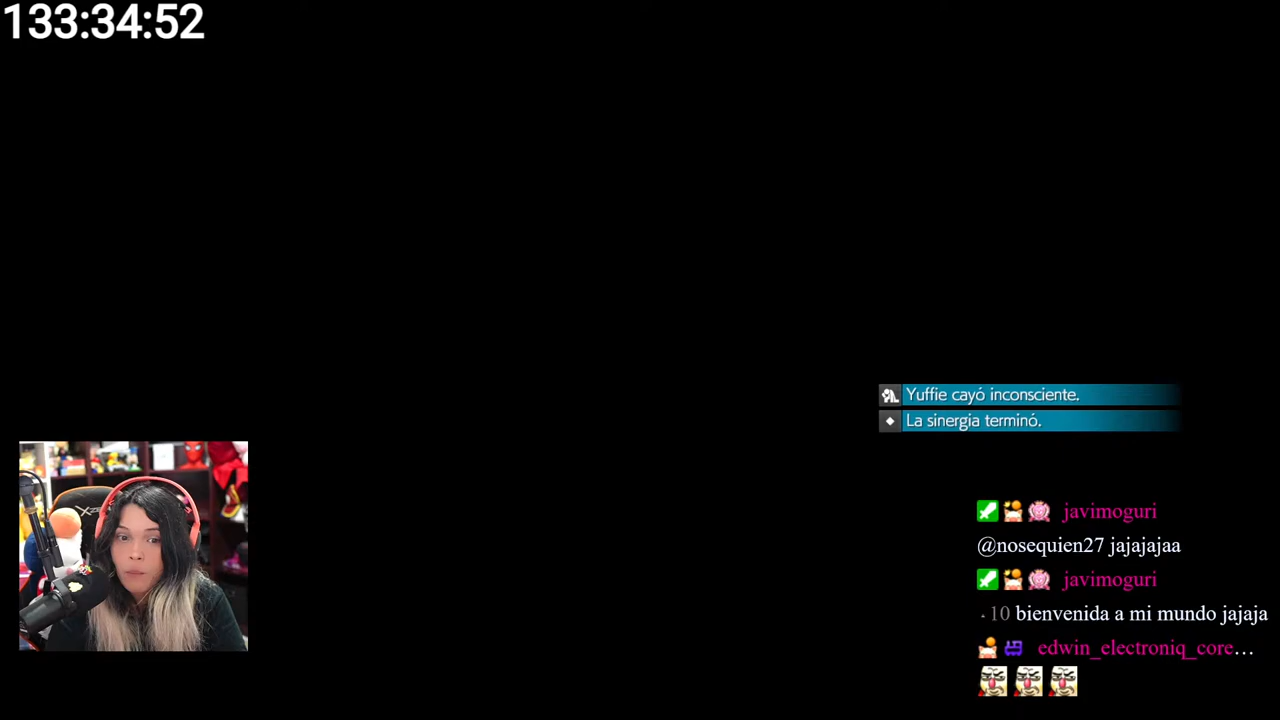 133:34:52
Yuffie cayó inconsciente.
La sinergia terminó.
javimoguri
@nosequien27 jajajajaa
javimoguri
10 bienvenida a mi mundo jajaja
edwin_electroniq_core…